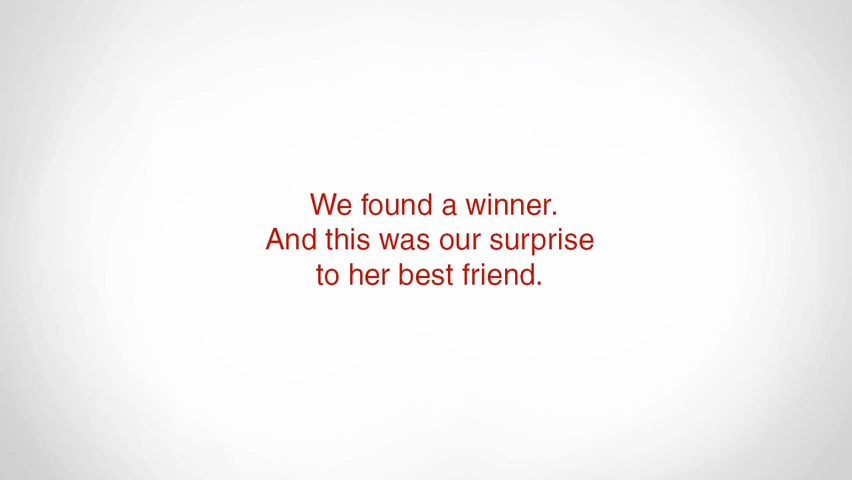 We found a winner.
And this was our surprise
to her best friend.